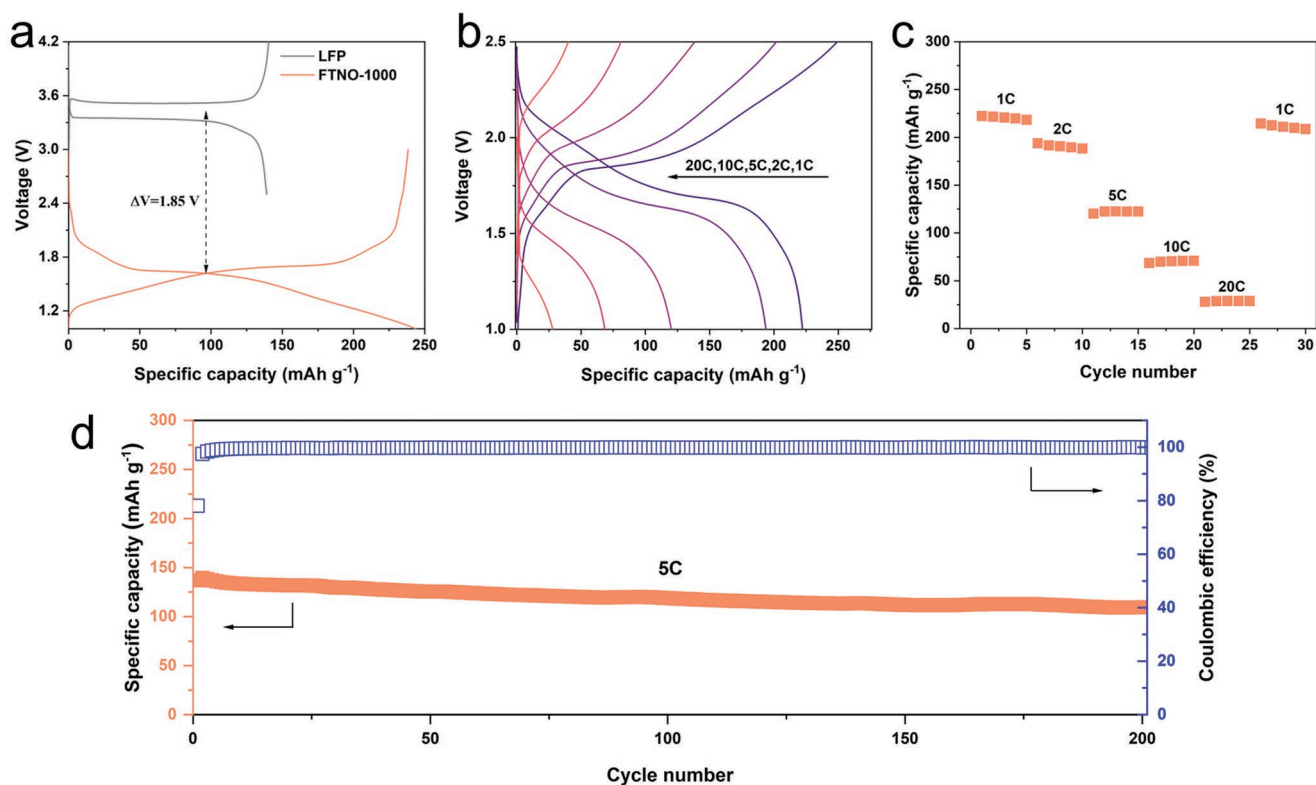 a
4.2
3.6
3.0
2.4
1.8
1.2
Voltage (V)
LFP
FTNO-1000
ΔV=1.85 V
0 50 100 150 200 250
Specific capacity (mAh g⁻¹)
b
2.5
2.0
1.5
1.0
Voltage (V)
20C,10C,5C,2C,1C
0 50 100 150 200 250
Specific capacity (mAh g⁻¹)
c
300
250
200
150
100
50
0
Specific capacity (mAh g⁻¹)
1C
2C
5C
10C
20C
1C
0 5 10 15 20 25 30
Cycle number
d
300
250
200
150
100
50
0
Specific capacity (mAh g⁻¹)
5C
100
80
60
40
20
0
Coulombic efficiency (%)
0 50 100 150 200
Cycle number